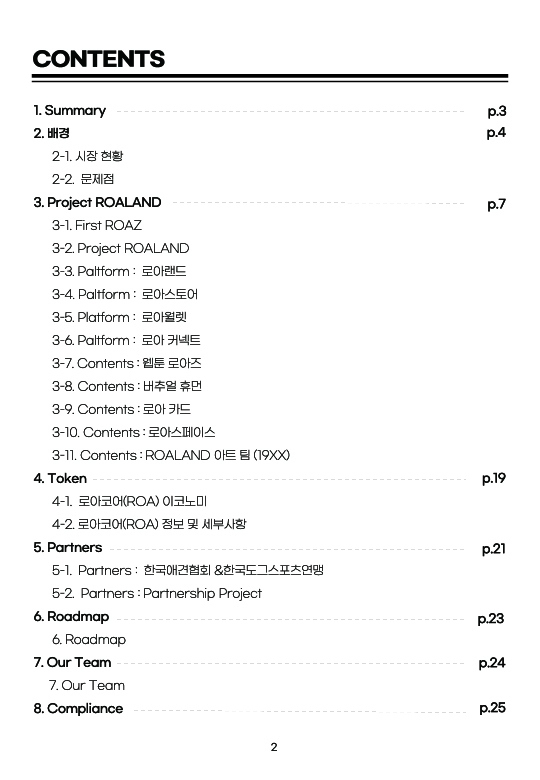 CONTENTS
1. Summary p.3
2. 배경 p.4
2-1. 시장 현황
2-2. 문제점
3. Project ROALAND p.7
3-1. First ROAZ
3-2. Project ROALAND
3-3. Paltform : 로아랜드
3-4. Paltform : 로아스토어
3-5. Platform : 로아월렛
3-6. Paltform : 로아 커넥트
3-7. Contents : 웹툰 로아즈
3-8. Contents : 버추얼 휴먼
3-9. Contents : 로아 카드
3-10. Contents : 로아스페이스
3-11. Contents : ROALAND 아트 팀 (19XX)
4. Token p.19
4-1. 로아코어(ROA) 이코노미
4-2. 로아코어(ROA) 정보 및 세부사항
5. Partners p.21
5-1. Partners : 한국애견협회 &한국도그스포츠연맹
5-2. Partners : Partnership Project
6. Roadmap p.23
6. Roadmap
7. Our Team p.24
7. Our Team
8. Compliance p.25
2